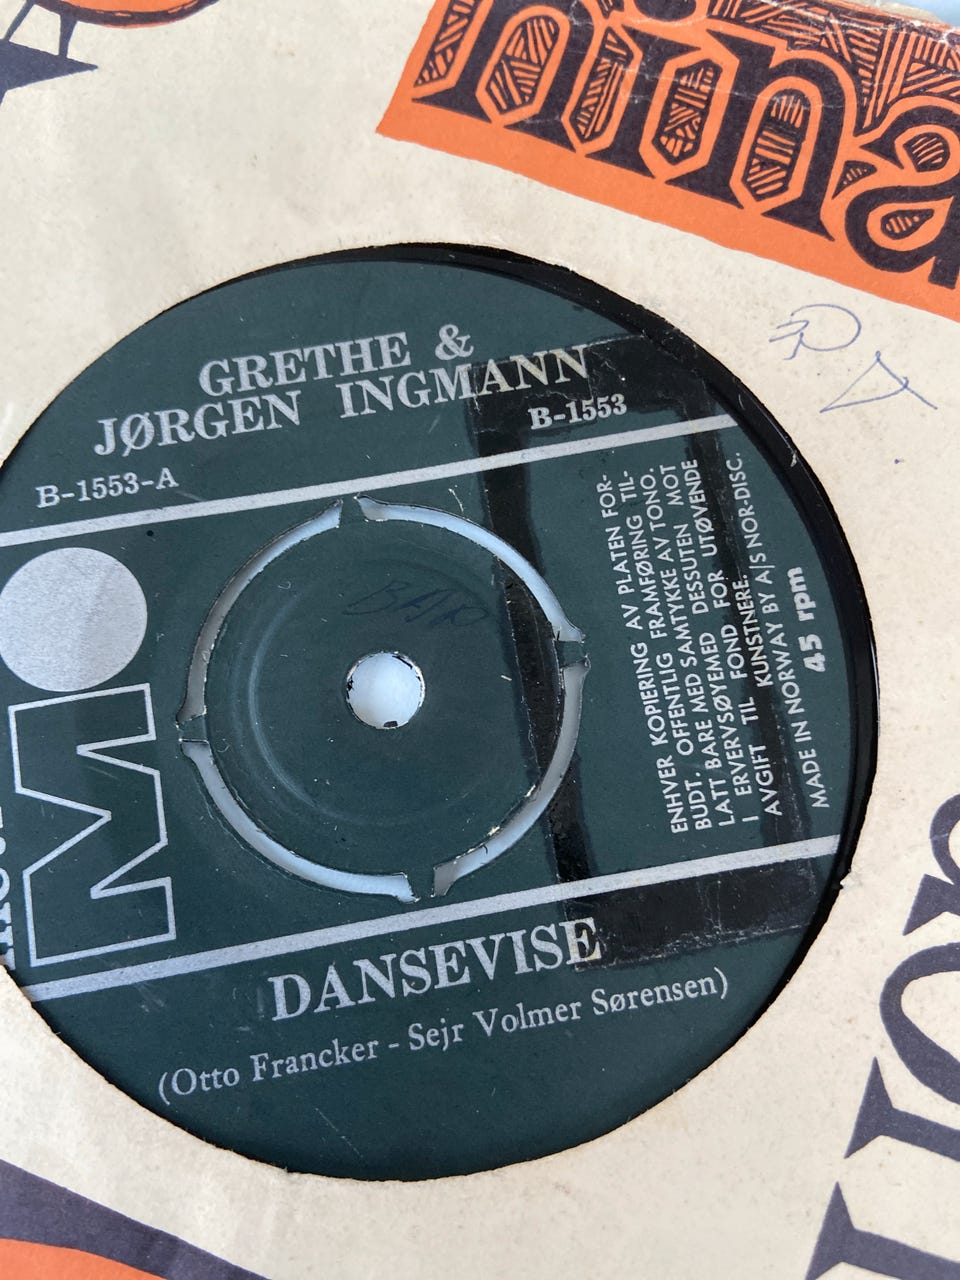 nina
GRETHE &
JØRGEN INGMANN
B-1553
B-1553-A
ENHVER KOPIERING AV PLATEN FOR-
BUDT. OFFENTLIG FRAMFØRING TIL-
LATT BARE MED SAMTYKKE AV TONO.
I ERVERVSØYEMED DESSUTEN MOT
AVGIFT TIL FOND FOR UTØVENDE
KUNSTNERE.
MADE IN NORWAY BY A/S NOR-DISC.
45 rpm
DANSEVISE
(Otto Francker - Sejr Volmer Sørensen)